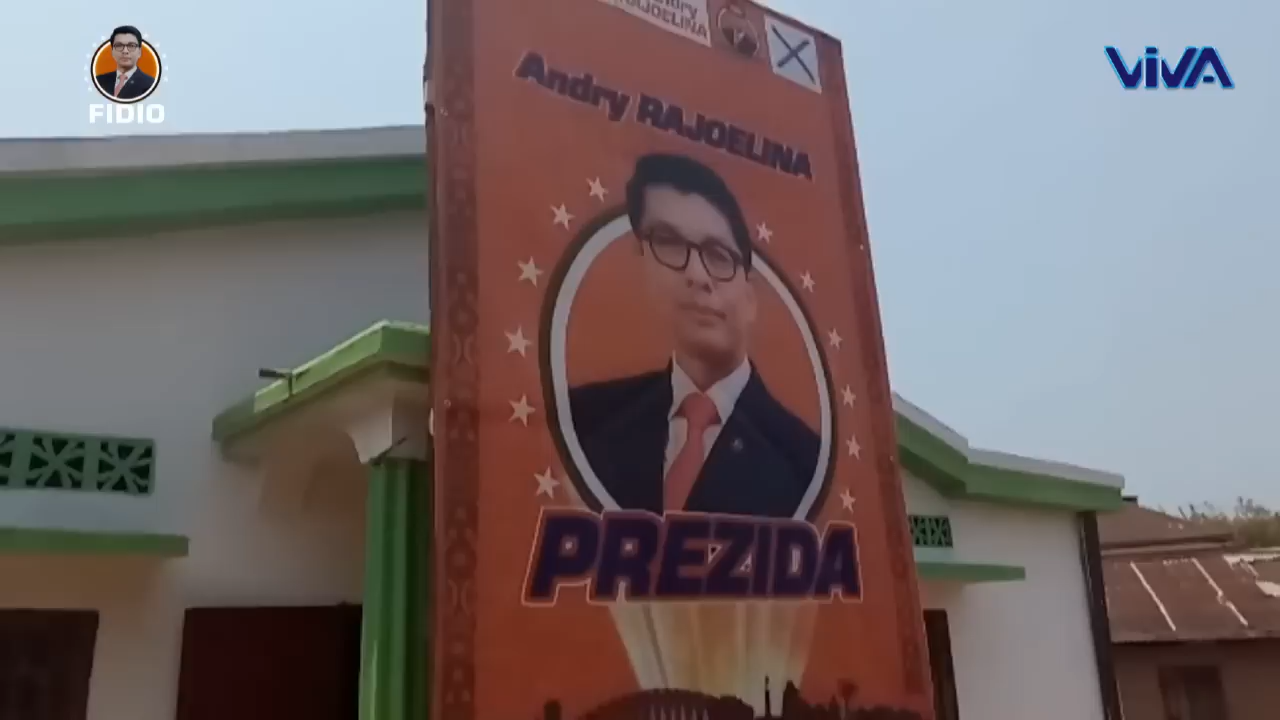 FIDIO
VIVA
Andry
RAJOELINA
Andry RAJOELINA
PREZIDA